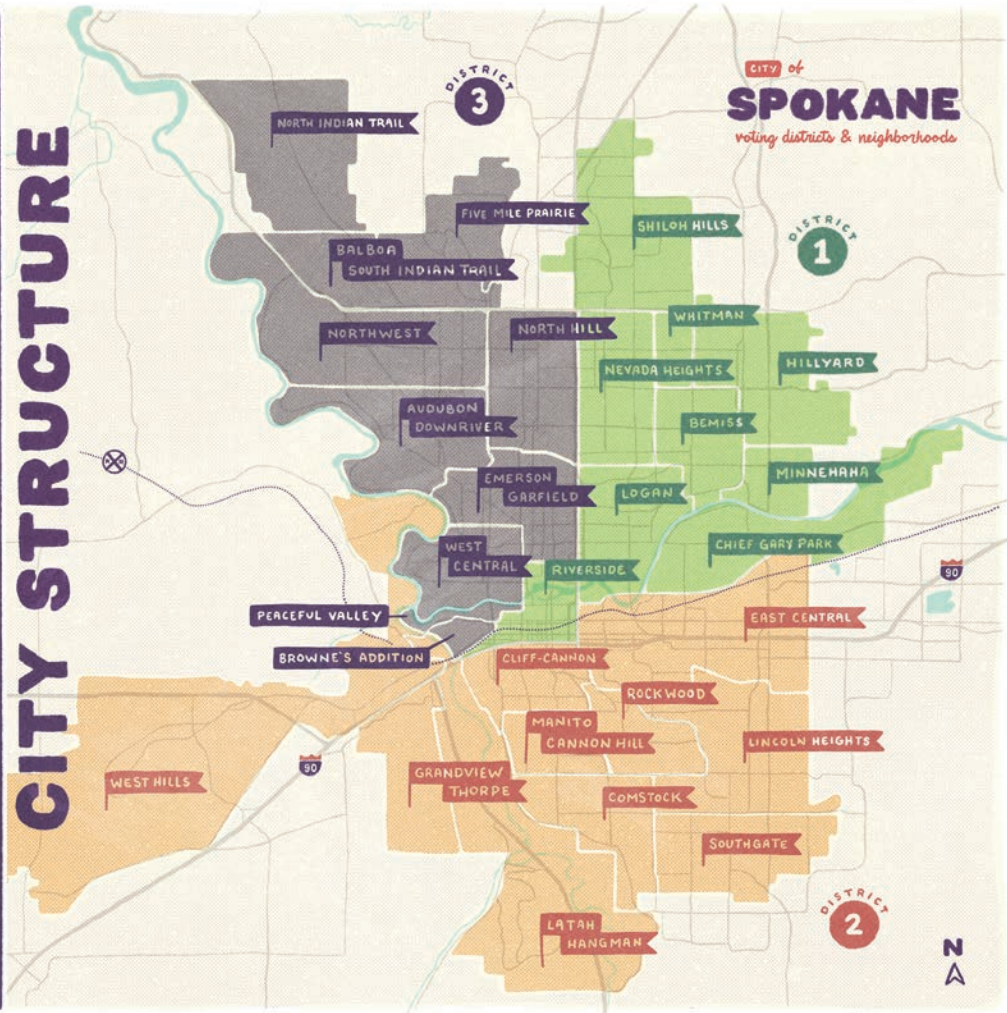 CITY STRUCTURE
CITY of
SPOKANE
voting districts & neighborhoods
DISTRICT
3
NORTH INDIAN TRAIL
FIVE MILE PRAIRIE
BALBOA
SOUTH INDIAN TRAIL
NORTHWEST
NORTH HILL
AUDUBON
DOWNRIVER
EMERSON
GARFIELD
WEST
CENTRAL
PEACEFUL VALLEY
BROWNE'S ADDITION
DISTRICT
1
SHILOH HILLS
WHITMAN
HILLYARD
NEVADA HEIGHTS
BEMISS
MINNEHAHA
LOGAN
CHIEF GARY PARK
RIVERSIDE
90
EAST CENTRAL
CLIFF-CANNON
ROCKWOOD
MANITO
CANNON HILL
LINCOLN HEIGHTS
90
WEST HILLS
GRANDVIEW
THORPE
COMSTOCK
SOUTHGATE
LATAH
HANGMAN
DISTRICT
2
N